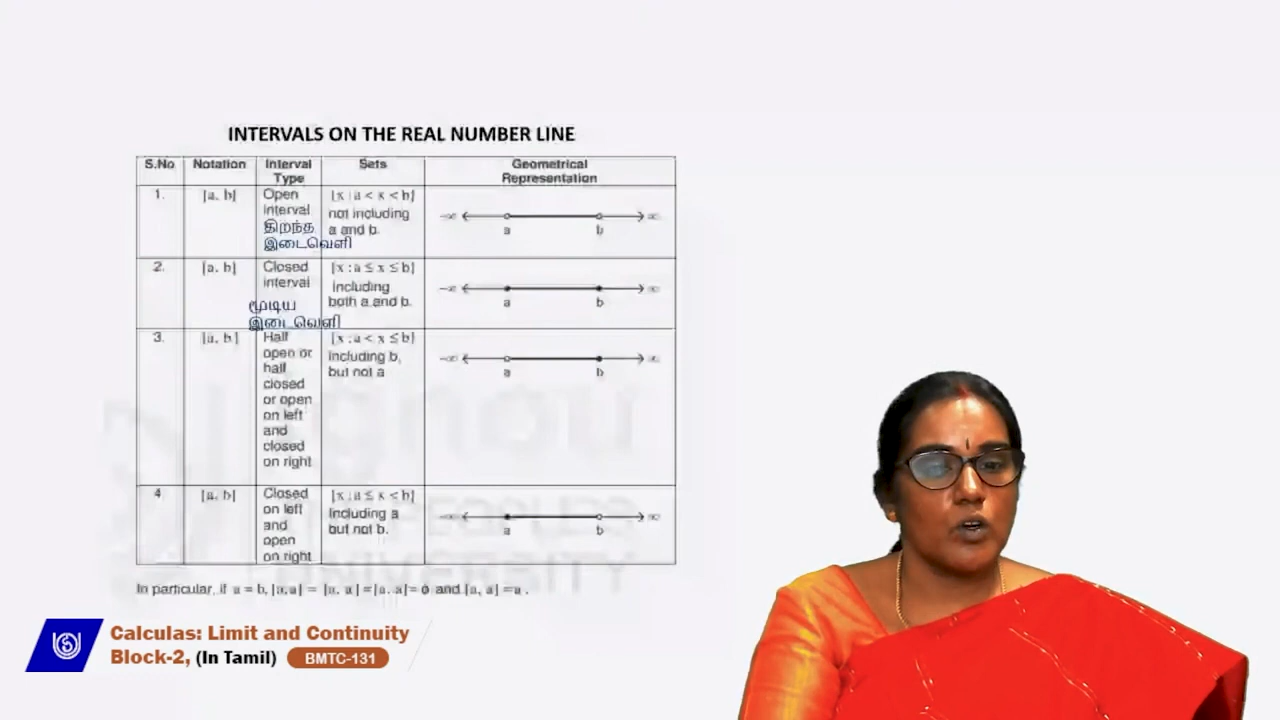 INTERVALS ON THE REAL NUMBER LINE
S.No Notation Interval Type Sets Geometrical Representation
1. ]a, b[ Open interval திறந்த இடைவெளி {x : a < x < b} not including a and b. -∞ a b ∞
2. [a, b] Closed interval மூடிய இடைவெளி {x : a ≤ x ≤ b} including both a and b. -∞ a b ∞
3. ]a, b] Half open or half closed or open on left and closed on right {x : a < x ≤ b} including b, but not a -∞ a b ∞
4. [a, b[ Closed on left and open on right {x : a ≤ x < b} Including a but not b. -∞ a b ∞
In particular, if a = b,
Calculas: Limit and Continuity
Block-2, (In Tamil) BMTC-131